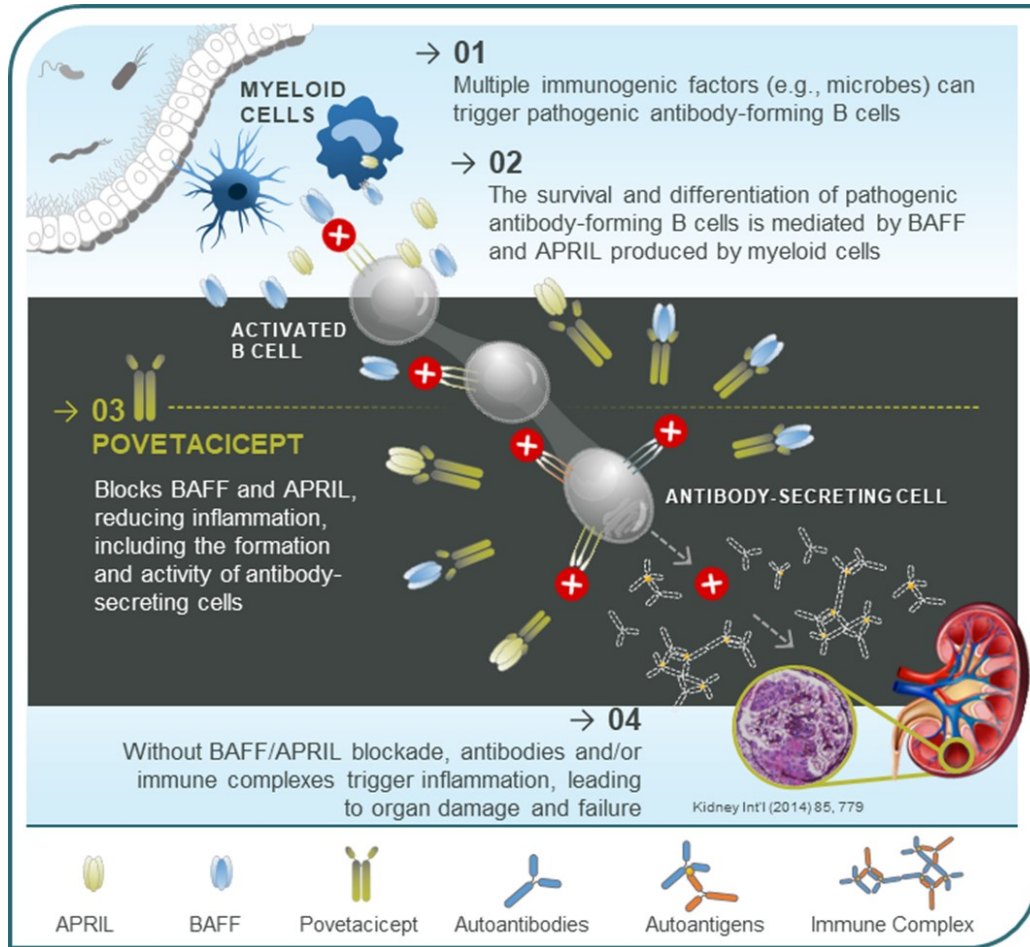 MYELOID
CELLS
→ 01
Multiple immunogenic factors (e.g., microbes) can
trigger pathogenic antibody-forming B cells
→ 02
The survival and differentiation of pathogenic
antibody-forming B cells is mediated by BAFF
and APRIL produced by myeloid cells
ACTIVATED
B CELL
→ 03
POVETACICEPT
Blocks BAFF and APRIL,
reducing inflammation,
including the formation
and activity of antibody-
secreting cells
ANTIBODY-SECRETING CELL
→ 04
Without BAFF/APRIL blockade, antibodies and/or
immune complexes trigger inflammation, leading
to organ damage and failure
Kidney Int'l (2014) 85, 779
APRIL
BAFF
Povetacicept
Autoantibodies
Autoantigens
Immune Complex